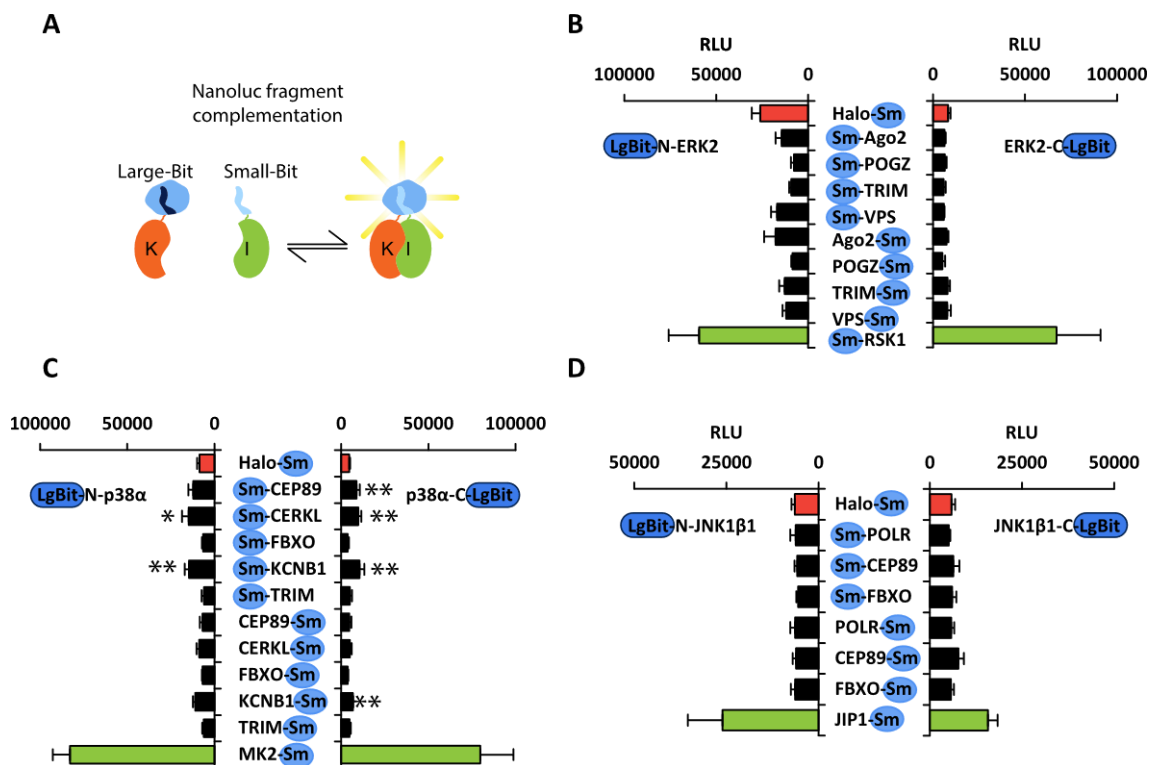 A
Nanoluc fragment
complementation
Large-Bit Small-Bit
K I K I
B
RLU RLU
100000 50000 0 0 50000 100000
LgBit-N-ERK2 ERK2-C-LgBit
Halo-Sm
Sm-Ago2
Sm-POGZ
Sm-TRIM
Sm-VPS
Ago2-Sm
POGZ-Sm
TRIM-Sm
VPS-Sm
Sm-RSK1
C
100000 50000 0 0 50000 100000
LgBit-N-p38α p38α-C-LgBit
Halo-Sm
Sm-CEP89 **
* Sm-CERKL **
Sm-FBXO
** Sm-KCNB1 **
Sm-TRIM
CEP89-Sm
CERKL-Sm
FBXO-Sm
KCNB1-Sm **
TRIM-Sm
MK2-Sm
D
RLU RLU
50000 25000 0 0 25000 50000
LgBit-N-JNK1β1 JNK1β1-C-LgBit
Halo-Sm
Sm-POLR
Sm-CEP89
Sm-FBXO
POLR-Sm
CEP89-Sm
FBXO-Sm
JIP1-Sm